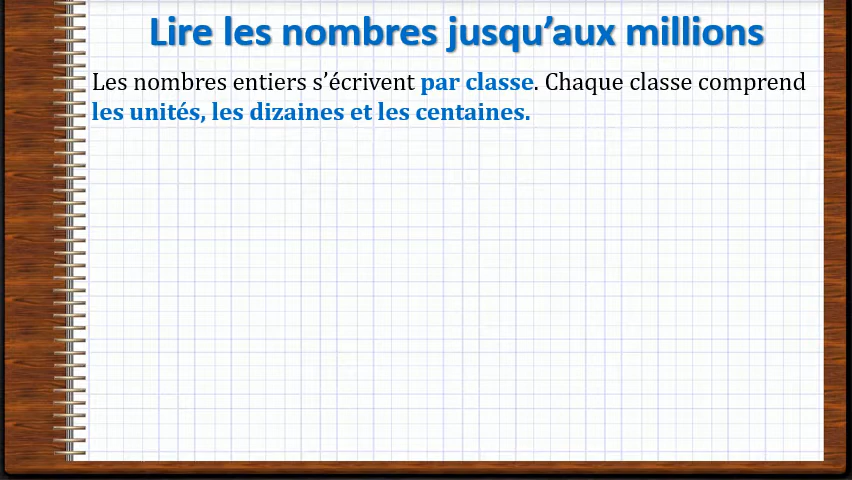 Lire les nombres jusqu’aux millions
Les nombres entiers s’écrivent par classe. Chaque classe comprend
les unités, les dizaines et les centaines.